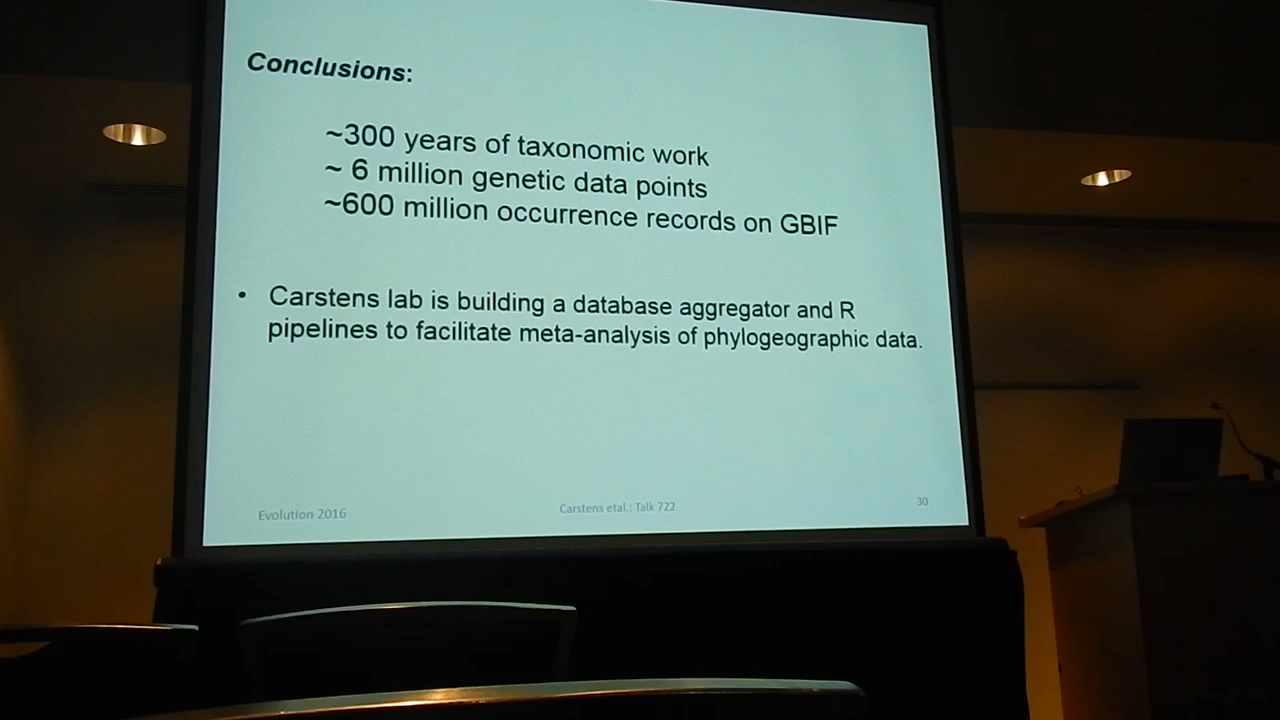 Conclusions:
~300 years of taxonomic work
~ 6 million genetic data points
~600 million occurrence records on GBIF
• Carstens lab is building a database aggregator and R
pipelines to facilitate meta-analysis of phylogeographic data.
Evolution 2016
Carstens etal.: Talk 722
30